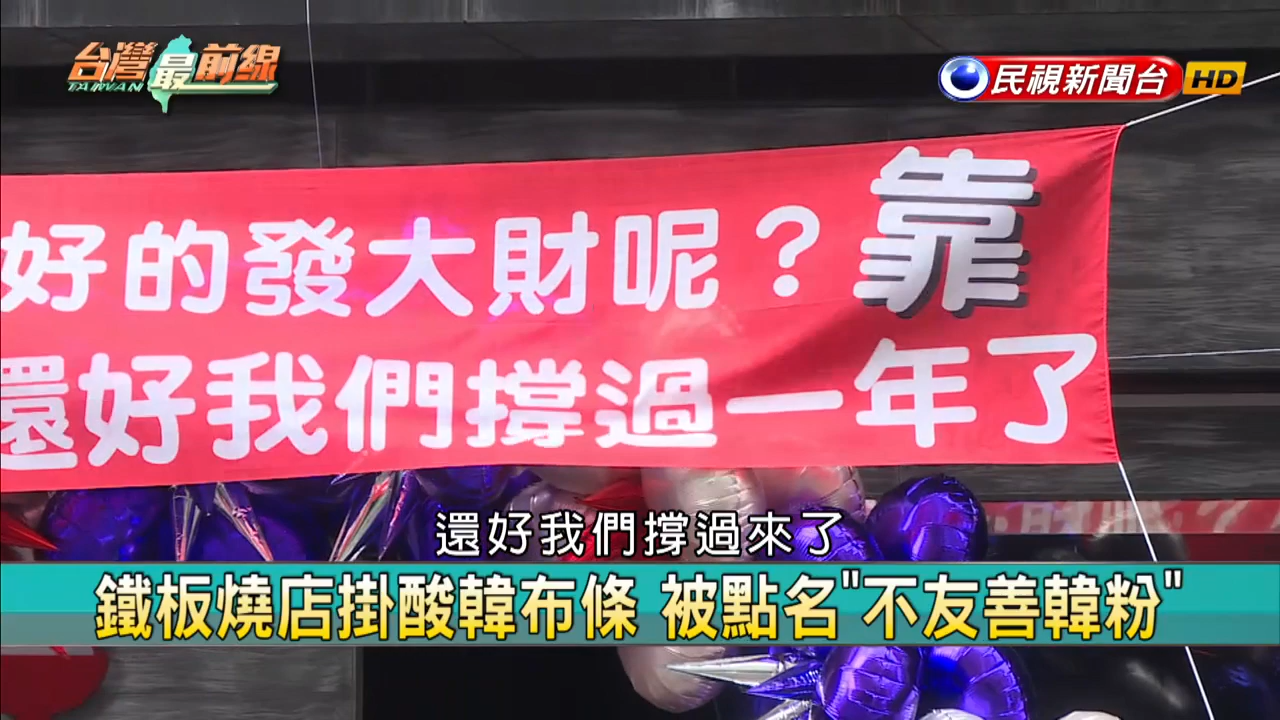 台灣最前線
TAIWAN
民視新聞台 HD
好的發大財呢？靠
還好我們撐過一年了
還好我們撐過來了
鐵板燒店掛酸韓布條 被點名"不友善韓粉"